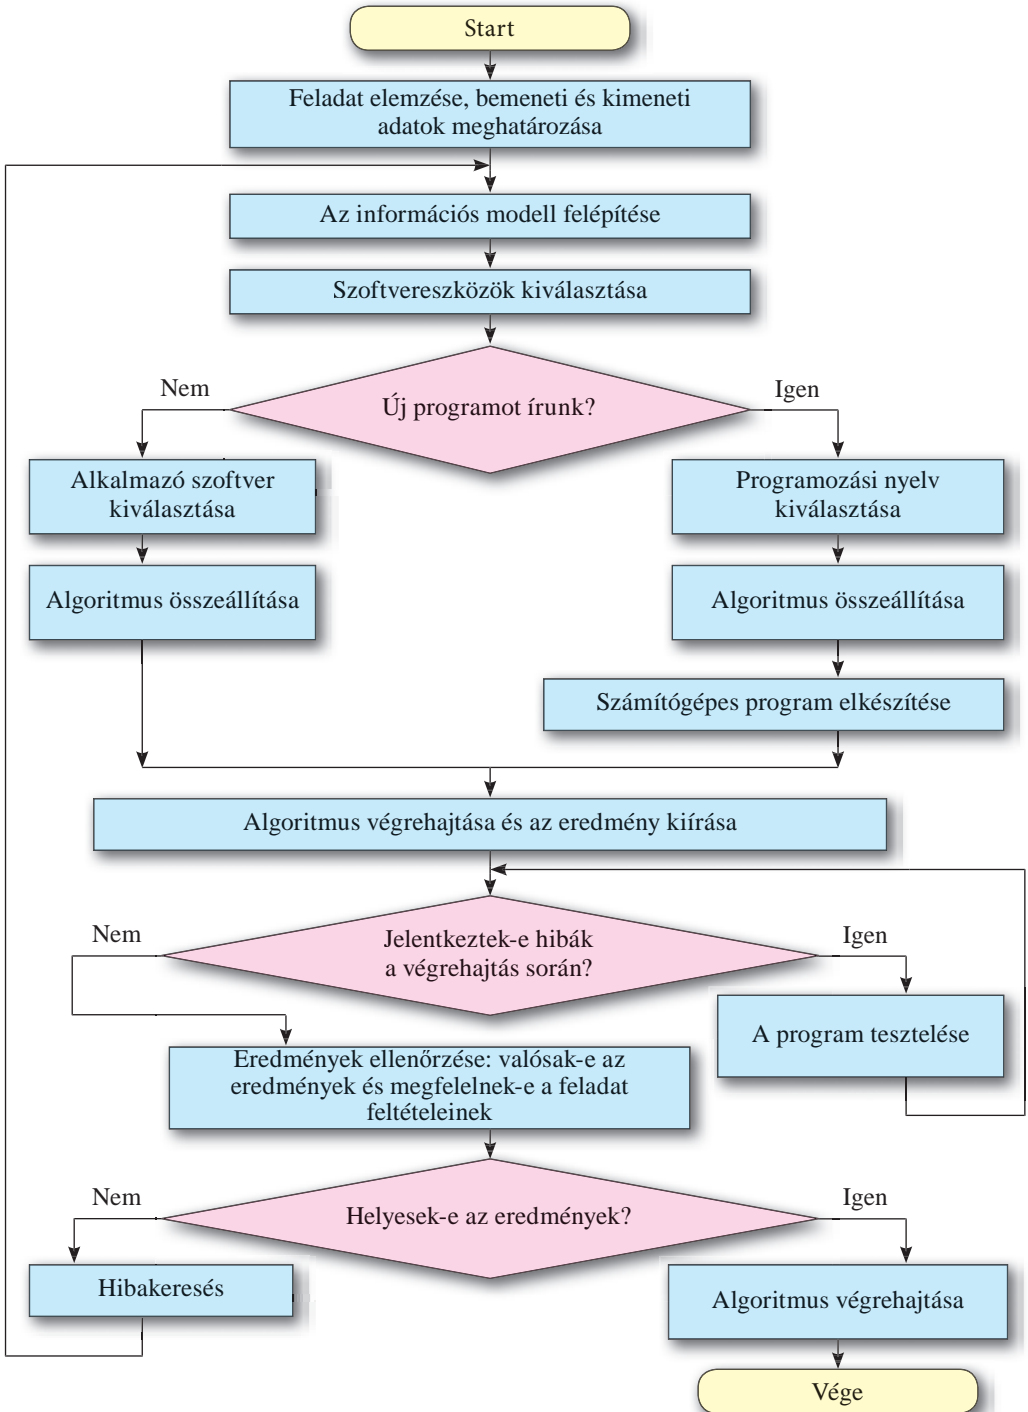 Start
Feladat elemzése, bemeneti és kimeneti
adatok meghatározása
Az információs modell felépítése
Szoftvereszközök kiválasztása
Új programot írunk?
Nem
Igen
Alkalmazó szoftver
kiválasztása
Programozási nyelv
kiválasztása
Algoritmus összeállítása
Algoritmus összeállítása
Számítógépes program elkészítése
Algoritmus végrehajtása és az eredmény kiírása
Jelentkeztek-e hibák
a végrehajtás során?
Nem
Igen
A program tesztelése
Eredmények ellenőrzése: valósak-e az
eredmények és megfelelnek-e a feladat
feltételeinek
Helyesek-e az eredmények?
Nem
Igen
Hibakeresés
Algoritmus végrehajtása
Vége